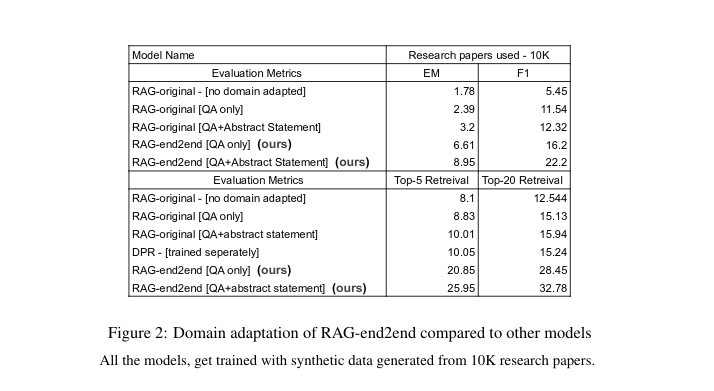 Model Name Research papers used - 10K
Evaluation Metrics EM F1
RAG-original - [no domain adapted] 1.78 5.45
RAG-original [QA only] 2.39 11.54
RAG-original [QA+Abstract Statement] 3.2 12.32
RAG-end2end [QA only] (ours) 6.61 16.2
RAG-end2end [QA+Abstract Statement] (ours) 8.95 22.2
Evaluation Metrics Top-5 Retreival Top-20 Retreival
RAG-original - [no domain adapted] 8.1 12.544
RAG-original [QA only] 8.83 15.13
RAG-original [QA+abstract statement] 10.01 15.94
DPR - [trained seperately] 10.05 15.24
RAG-end2end [QA only] (ours) 20.85 28.45
RAG-end2end [QA+abstract statement] (ours) 25.95 32.78
Figure 2: Domain adaptation of RAG-end2end compared to other models
All the models, get trained with synthetic data generated from 10K research papers.